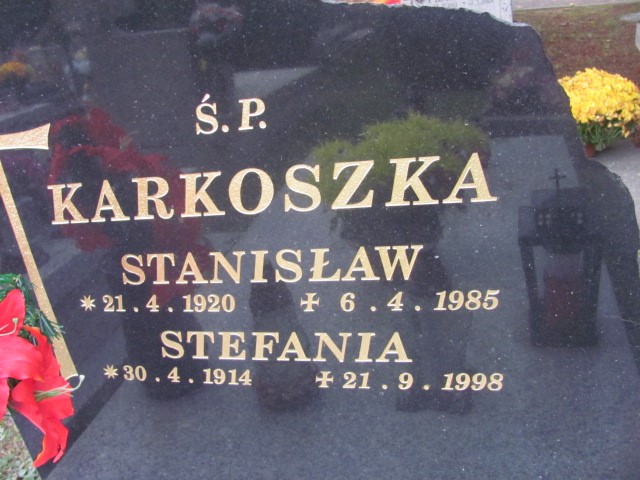 Ś.P.
KARKOSZKA
STANISŁAW
* 21.4.1920 ✝ 6.4.1985
STEFANIA
* 30.4.1914 ✝ 21.9.1998